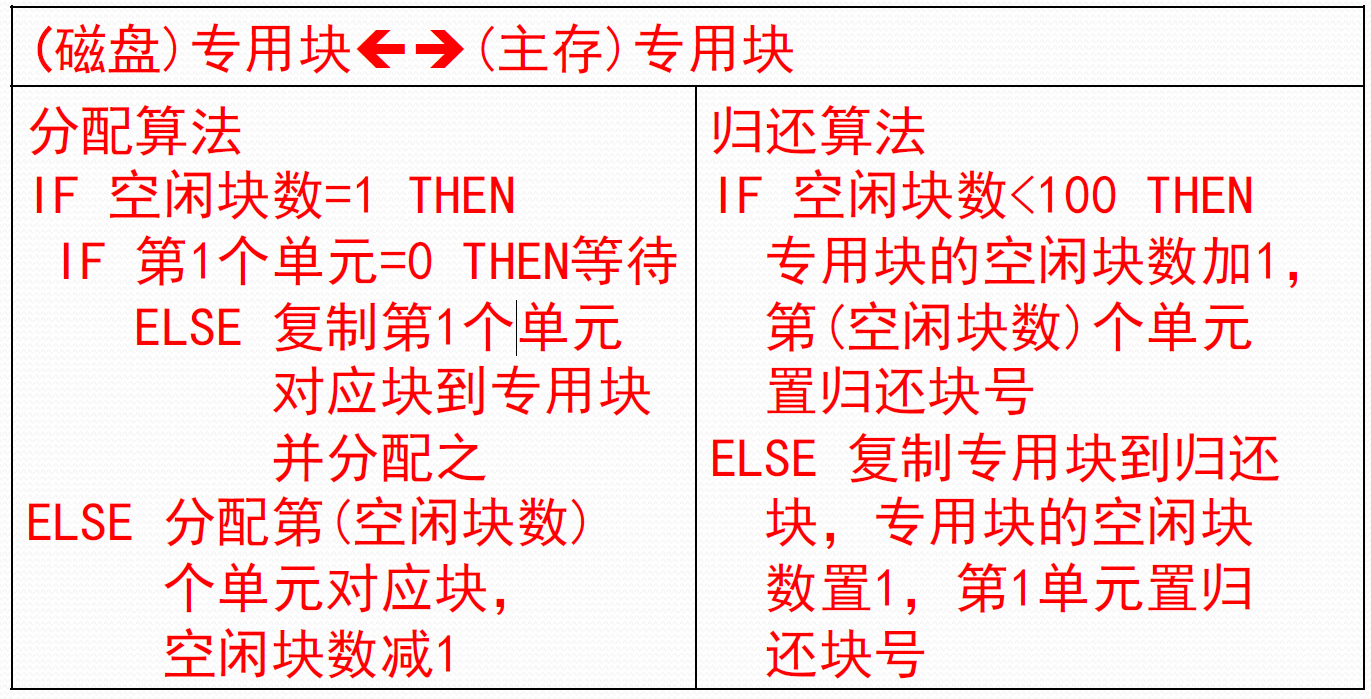 (磁盘)专用块🡸🡺(主存)专用块
分配算法
IF 空闲块数=1 THEN
IF 第1个单元=0 THEN等待
ELSE 复制第1个单元
对应块到专用块
并分配之
ELSE 分配第(空闲块数)
个单元对应块，
空闲块数减1
归还算法
IF 空闲块数<100 THEN
专用块的空闲块数加1，
第(空闲块数)个单元
置归还块号
ELSE 复制专用块到归还
块，专用块的空闲块
数置1，第1单元置归
还块号